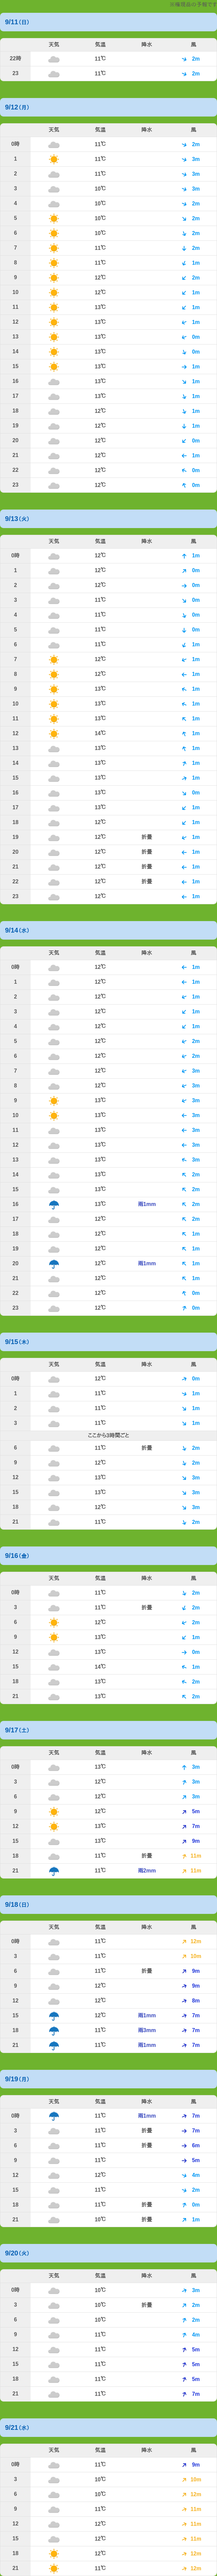 ※権現岳の予報です
9/11(日)
天気 気温 降水 風
22時 11℃ 2m
23 11℃ 2m
9/12(月)
天気 気温 降水 風
0時 11℃ 2m
1 11℃ 3m
2 11℃ 3m
3 10℃ 3m
4 10℃ 2m
5 10℃ 2m
6 10℃ 2m
7 11℃ 2m
8 11℃ 1m
9 12℃ 2m
10 12℃ 1m
11 13℃ 1m
12 13℃ 1m
13 13℃ 0m
14 13℃ 0m
15 13℃ 1m
16 13℃ 1m
17 13℃ 1m
18 12℃ 1m
19 12℃ 1m
20 12℃ 0m
21 12℃ 1m
22 12℃ 0m
23 12℃ 0m
9/13(火)
天気 気温 降水 風
0時 12℃ 1m
1 12℃ 0m
2 12℃ 0m
3 11℃ 0m
4 11℃ 0m
5 11℃ 0m
6 11℃ 1m
7 12℃ 1m
8 12℃ 1m
9 13℃ 1m
10 13℃ 1m
11 13℃ 1m
12 14℃ 1m
13 13℃ 1m
14 13℃ 1m
15 13℃ 1m
16 13℃ 0m
17 13℃ 1m
18 12℃ 1m
19 12℃ 折畳 1m
20 12℃ 折畳 1m
21 12℃ 折畳 1m
22 12℃ 折畳 1m
23 12℃ 1m
9/14(水)
天気 気温 降水 風
0時 12℃ 1m
1 12℃ 1m
2 12℃ 1m
3 12℃ 1m
4 12℃ 1m
5 12℃ 2m
6 12℃ 2m
7 12℃ 3m
8 12℃ 3m
9 13℃ 3m
10 13℃ 3m
11 13℃ 3m
12 13℃ 3m
13 13℃ 3m
14 13℃ 2m
15 13℃ 2m
16 13℃ 雨1mm 2m
17 12℃ 2m
18 12℃ 1m
19 12℃ 1m
20 12℃ 雨1mm 1m
21 12℃ 1m
22 12℃ 0m
23 12℃ 0m
9/15(木)
天気 気温 降水 風
0時 12℃ 0m
1 11℃ 1m
2 11℃ 1m
3 11℃ 1m
ここから3時間ごと
6 11℃ 折畳 2m
9 12℃ 2m
12 13℃ 3m
15 13℃ 3m
18 12℃ 3m
21 11℃ 2m
9/16(金)
天気 気温 降水 風
0時 11℃ 2m
3 11℃ 折畳 2m
6 12℃ 2m
9 13℃ 1m
12 13℃ 0m
15 14℃ 1m
18 13℃ 2m
21 13℃ 2m
9/17(土)
天気 気温 降水 風
0時 13℃ 3m
3 12℃ 3m
6 12℃ 3m
9 12℃ 5m
12 13℃ 7m
15 13℃ 9m
18 11℃ 折畳 11m
21 11℃ 雨2mm 11m
9/18(日)
天気 気温 降水 風
0時 11℃ 12m
3 11℃ 10m
6 11℃ 折畳 9m
9 12℃ 9m
12 12℃ 8m
15 12℃ 雨1mm 7m
18 11℃ 雨3mm 7m
21 11℃ 雨1mm 7m
9/19(月)
天気 気温 降水 風
0時 11℃ 雨1mm 7m
3 11℃ 折畳 7m
6 11℃ 折畳 6m
9 11℃ 5m
12 12℃ 4m
15 11℃ 2m
18 11℃ 折畳 0m
21 10℃ 折畳 1m
9/20(火)
天気 気温 降水 風
0時 10℃ 3m
3 10℃ 折畳 2m
6 10℃ 2m
9 11℃ 4m
12 11℃ 5m
15 11℃ 5m
18 11℃ 5m
21 11℃ 7m
9/21(水)
天気 気温 降水 風
0時 11℃ 9m
3 10℃ 10m
6 10℃ 12m
9 11℃ 11m
12 12℃ 11m
15 12℃ 11m
18 12℃ 12m
21 11℃ 12m